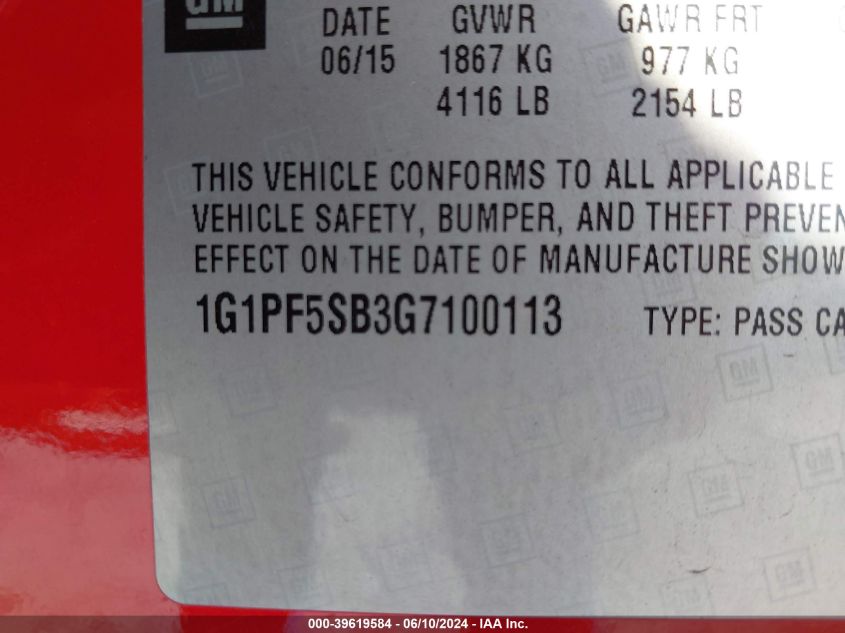 GM
DATE GVWR GAWR FRT
06/15 1867 KG 977 KG
4116 LB 2154 LB
THIS VEHICLE CONFORMS TO ALL APPLICABLE
VEHICLE SAFETY, BUMPER, AND THEFT PREVEN
EFFECT ON THE DATE OF MANUFACTURE SHOW
1G1PF5SB3G7100113 TYPE: PASS CA
000-39619584 - 06/10/2024 - IAA Inc.